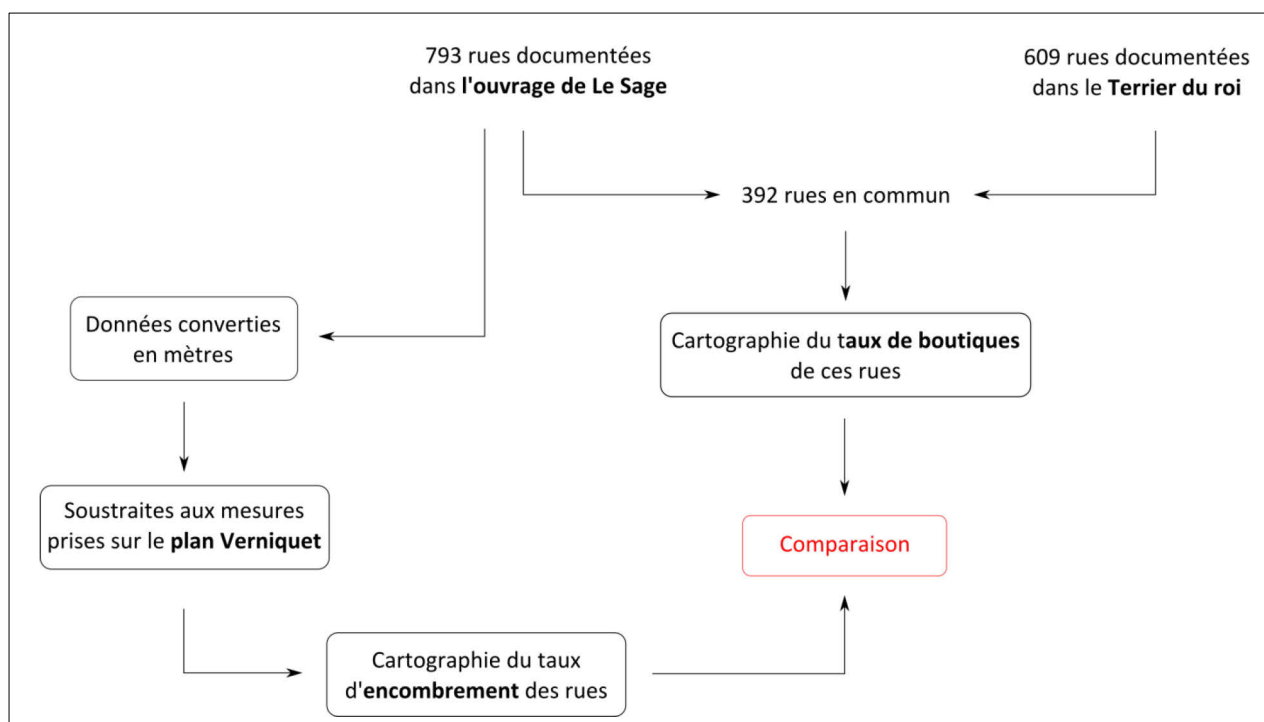 793 rues documentées
dans l'ouvrage de Le Sage
609 rues documentées
dans le Terrier du roi
392 rues en commun
Données converties
en mètres
Cartographie du taux de boutiques
de ces rues
Soustraites aux mesures
prises sur le plan Verniquet
Comparaison
Cartographie du taux
d'encombrement des rues